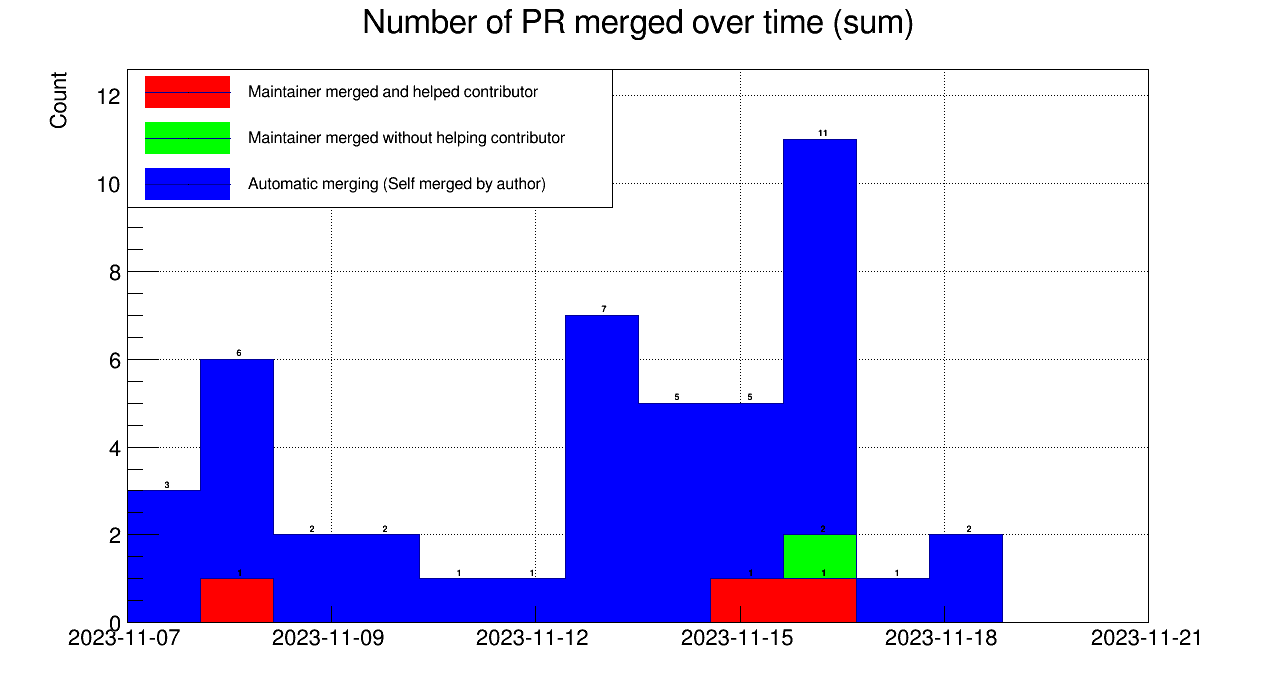 Number of PR merged over time (sum)
Count
Maintainer merged and helped contributor
Maintainer merged without helping contributor
Automatic merging (Self merged by author)
12
10
8
6
4
2
0
11
7
6
5 5
3
2 2 2 2
1 1 1 1 1 1
2023-11-07 2023-11-09 2023-11-12 2023-11-15 2023-11-18 2023-11-21